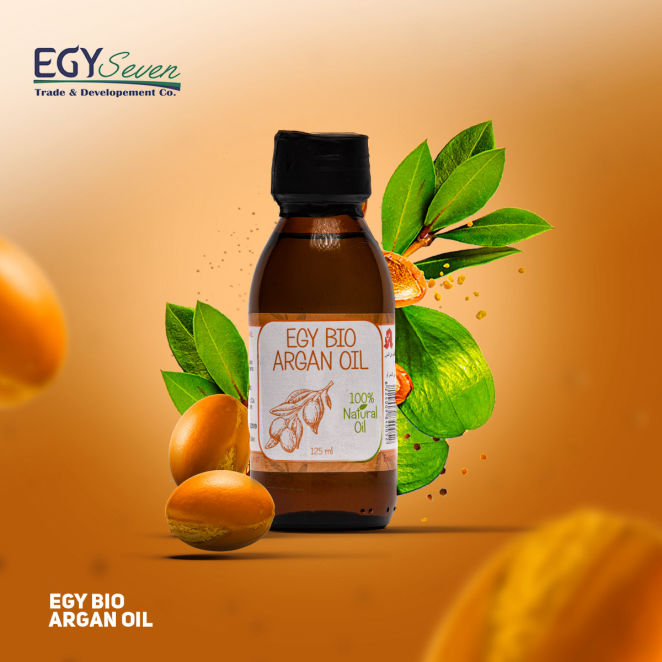 EGY Seven
Trade & Developement Co.
EGY BIO
ARGAN OIL
100%
Natural
Oil
125 ml
EGY BIO
ARGAN OIL